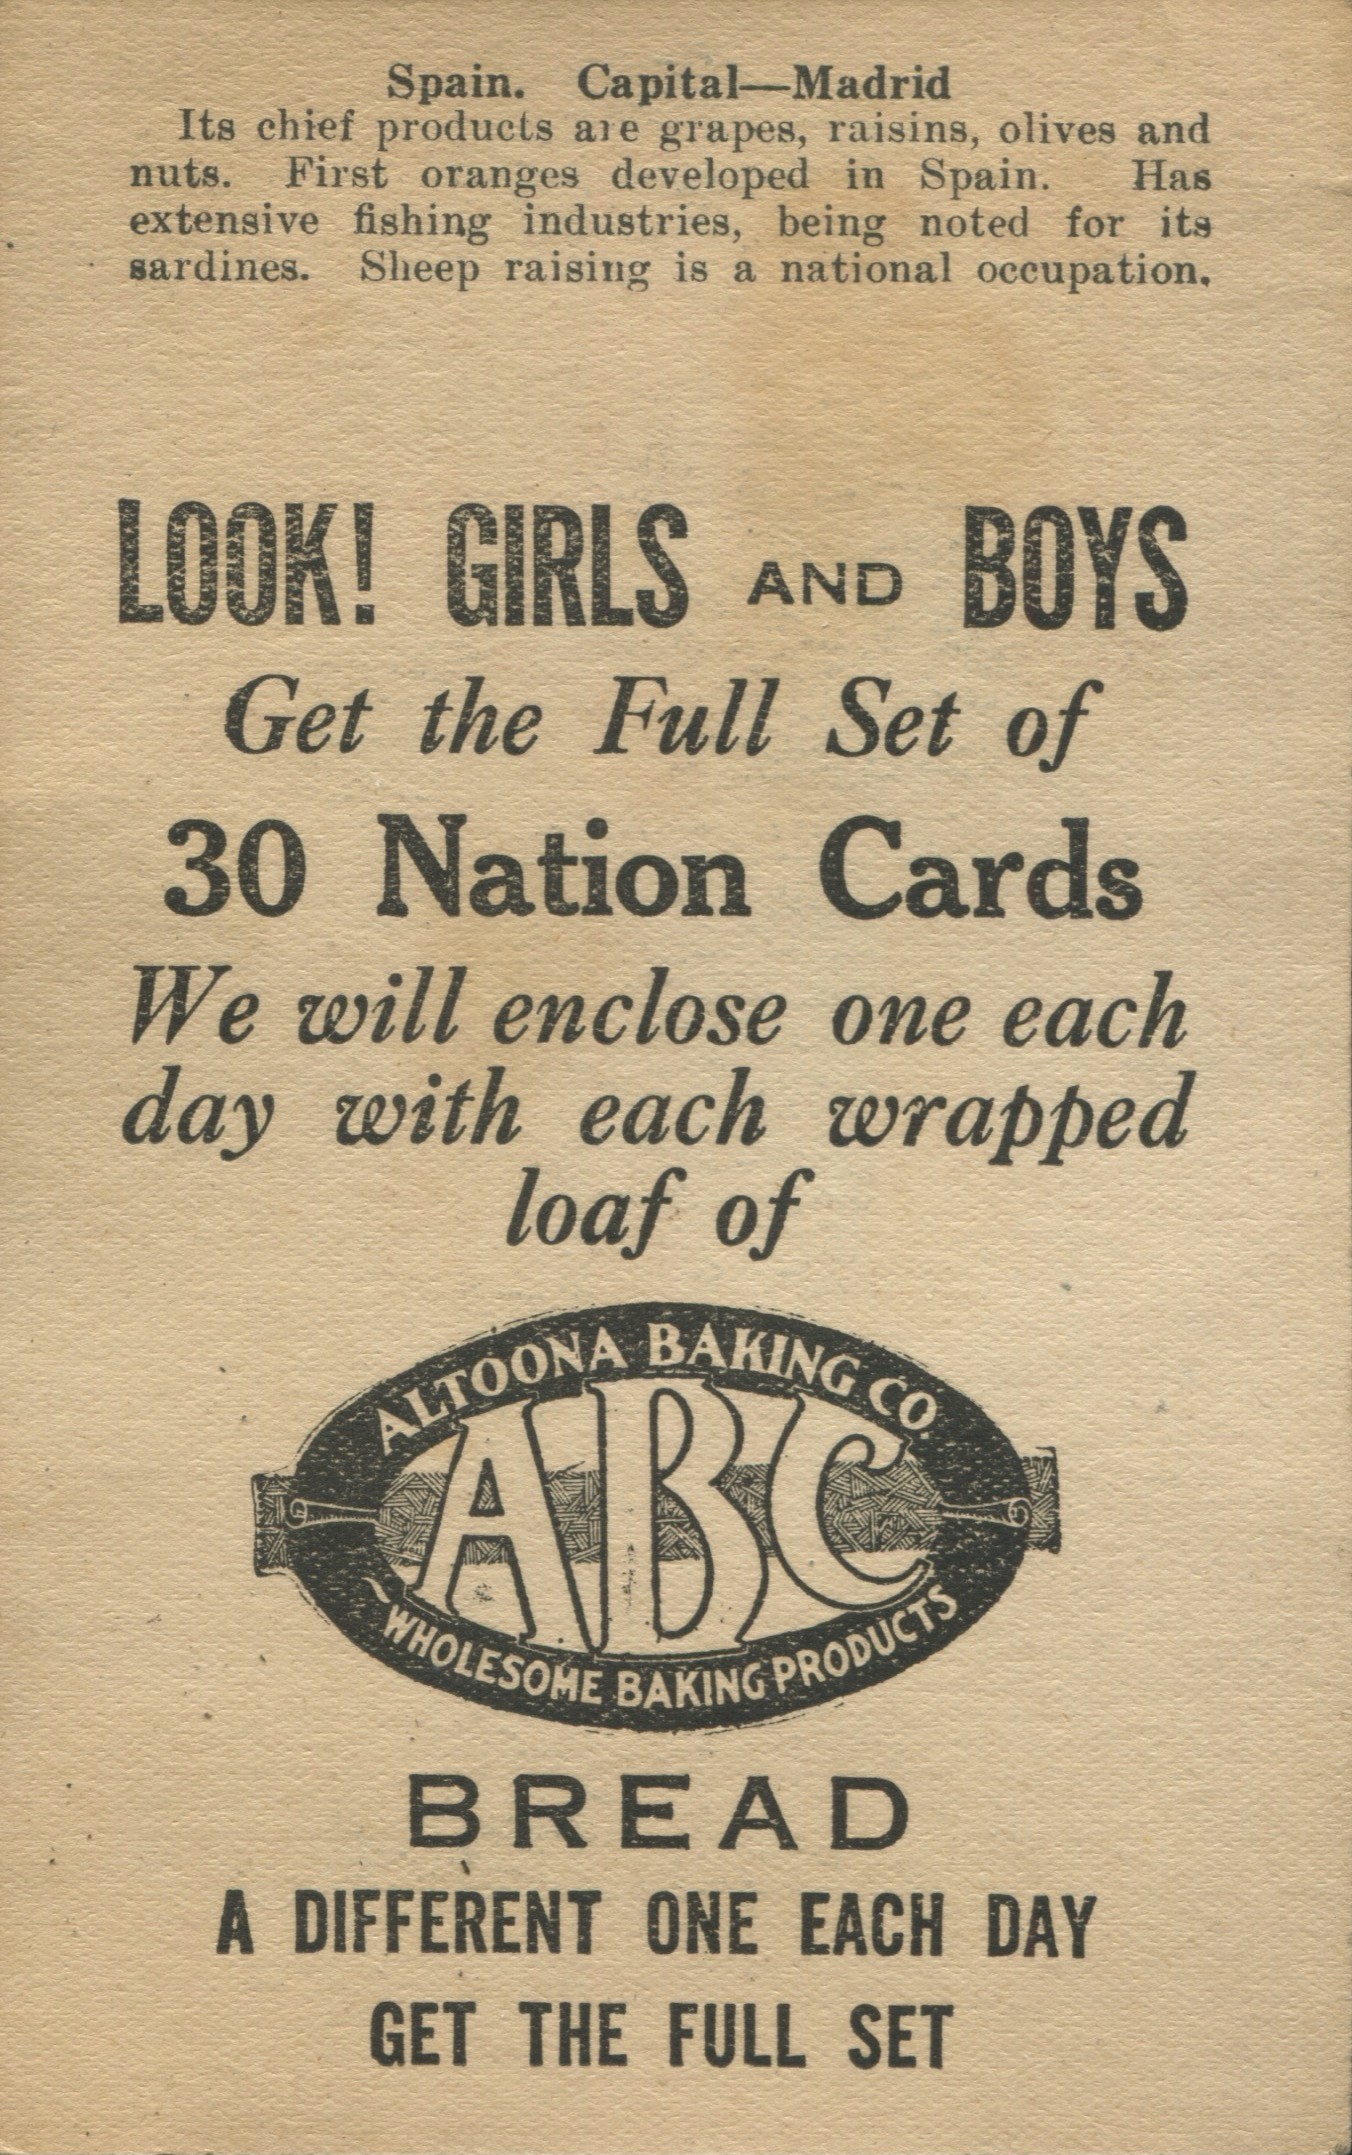 Spain. Capital—Madrid
Its chief products are grapes, raisins, olives and
nuts. First oranges developed in Spain. Has
extensive fishing industries, being noted for its
sardines. Sheep raising is a national occupation.
LOOK! GIRLS AND BOYS
Get the Full Set of
30 Nation Cards
We will enclose one each
day with each wrapped
loaf of
ALTOONA BAKING CO.
ABC
WHOLESOME BAKING PRODUCTS
BREAD
A DIFFERENT ONE EACH DAY
GET THE FULL SET